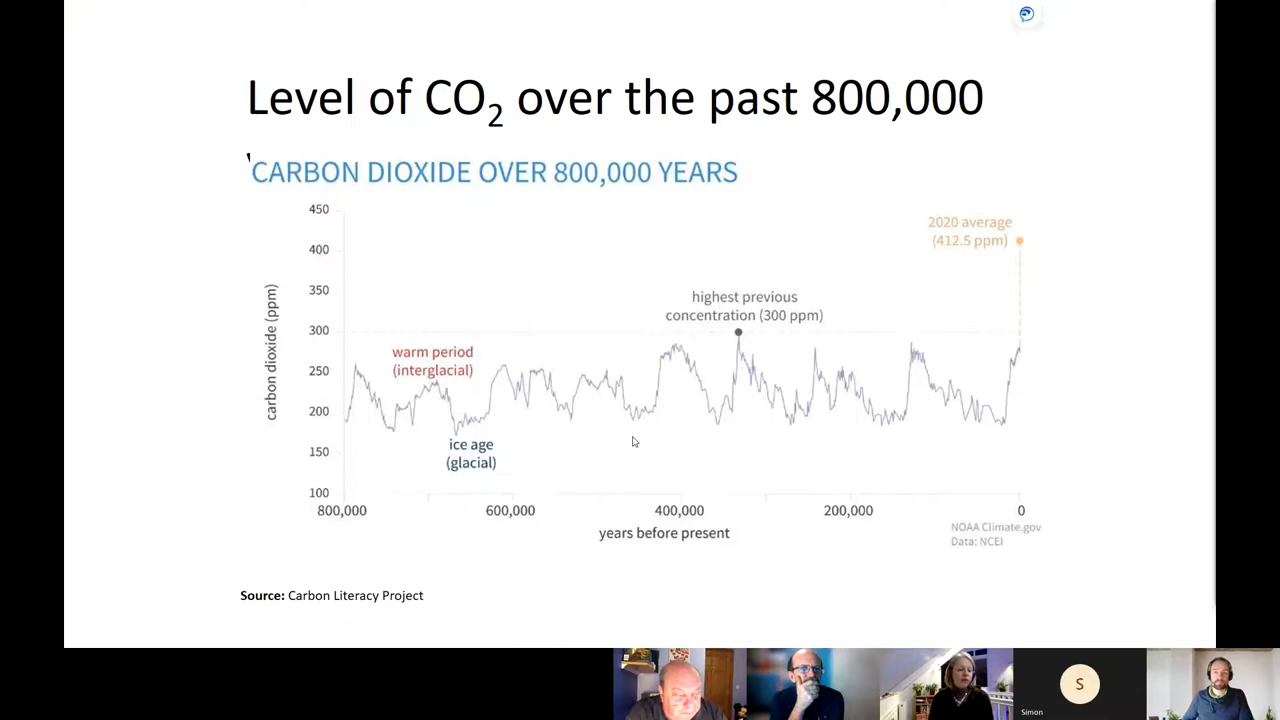 Level of CO₂ over the past 800,000
CARBON DIOXIDE OVER 800,000 YEARS
450
400
350
300
250
200
150
100
carbon dioxide (ppm)
2020 average
(412.5 ppm)
highest previous
concentration (300 ppm)
warm period
(interglacial)
ice age
(glacial)
800,000
600,000
400,000
200,000
0
years before present
NOAA Climate.gov
Data: NCEI
Source: Carbon Literacy Project
S
Simon